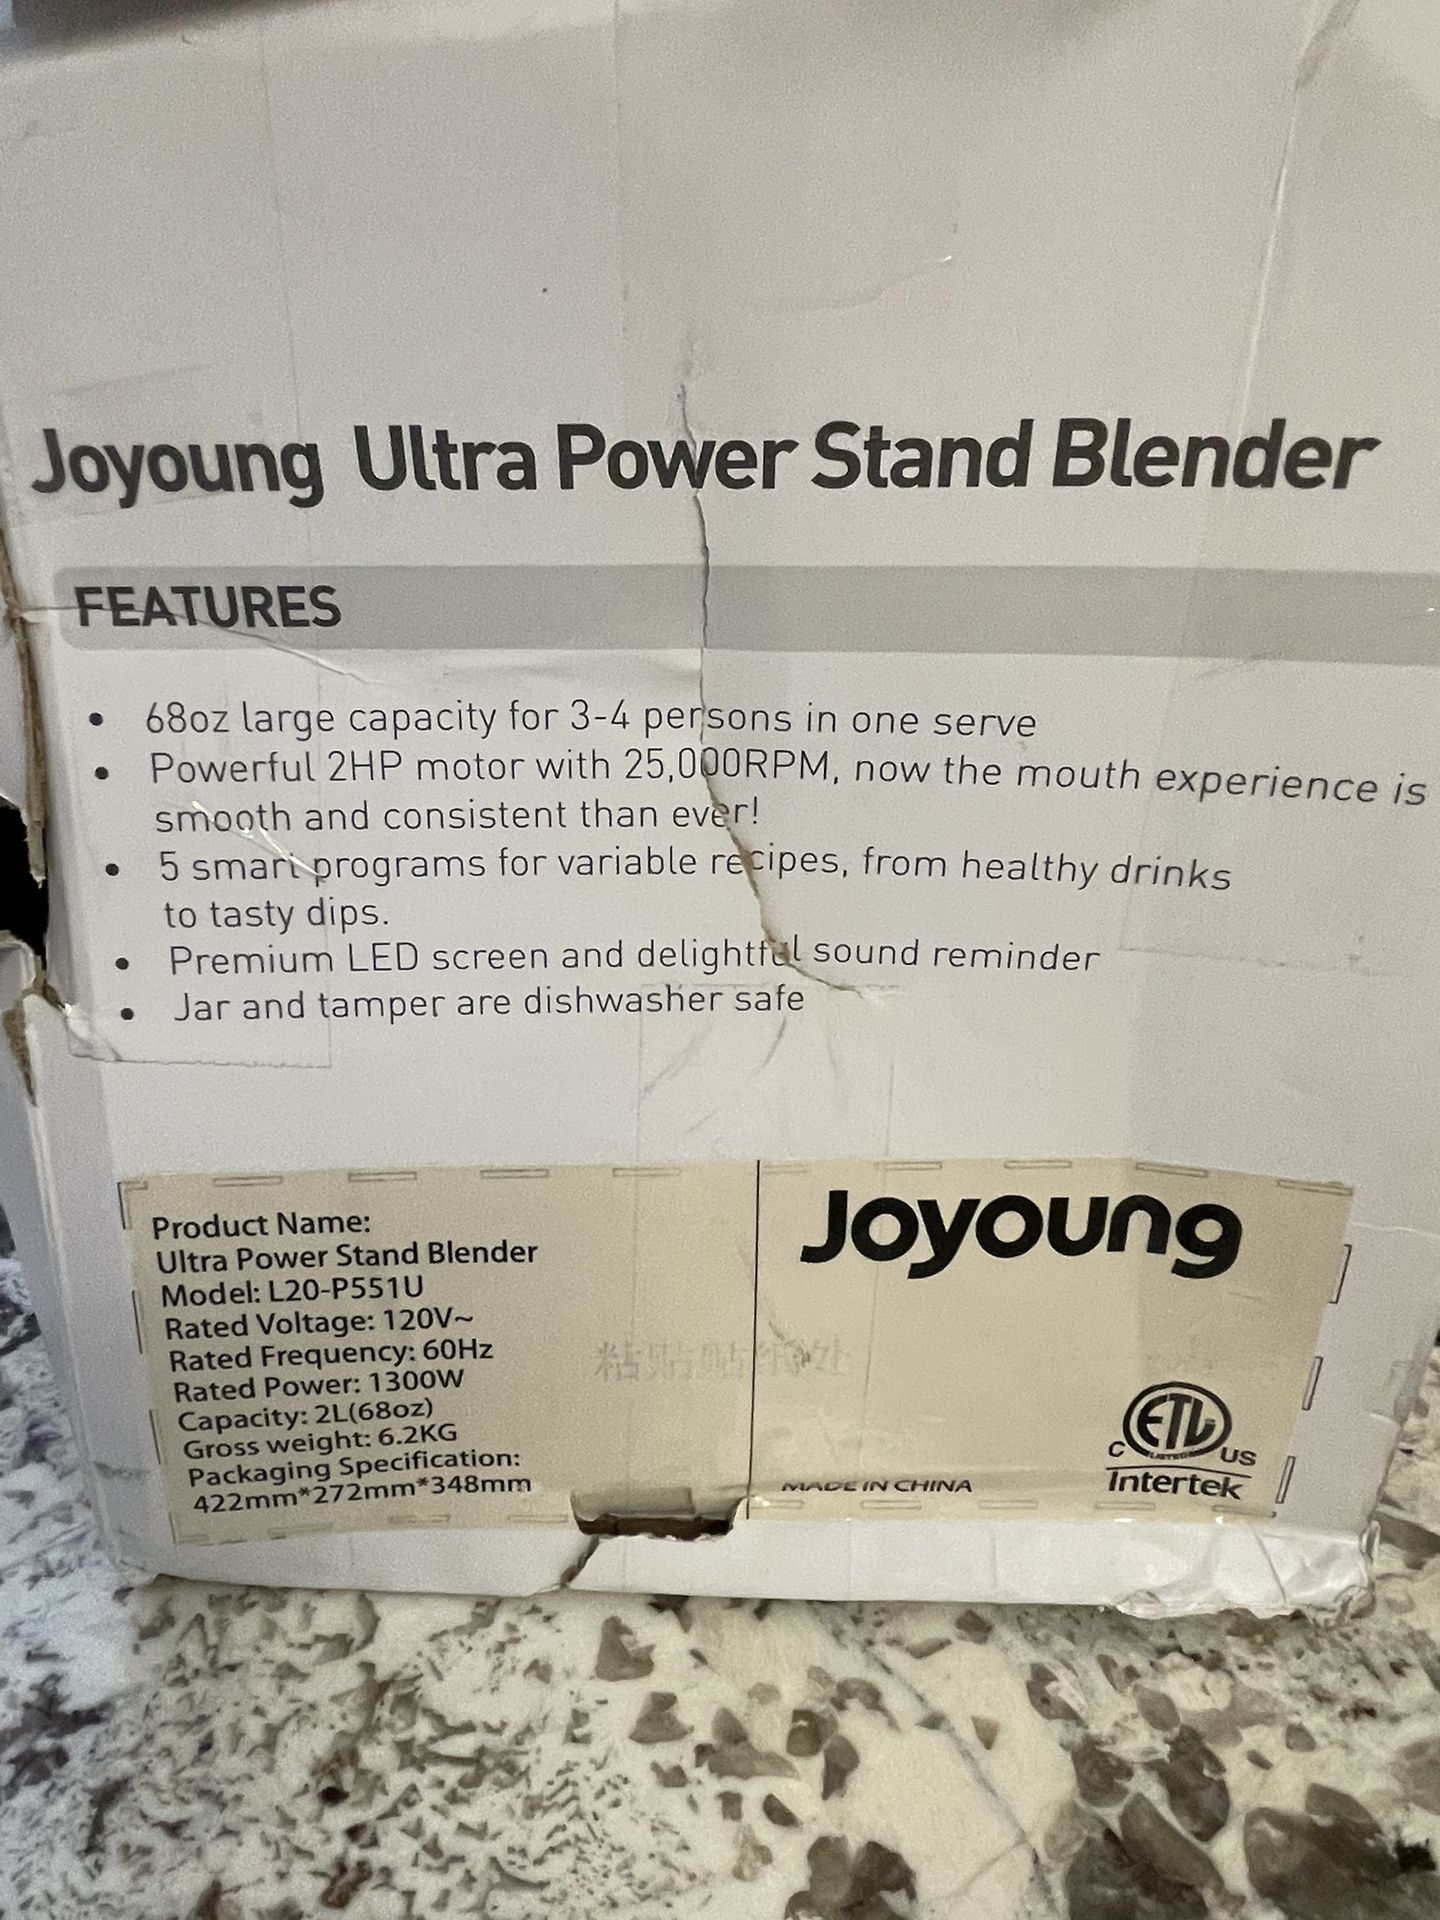 Joyoung Ultra Power Stand Blender
FEATURES
• 68oz large capacity for 3-4 persons in one serve
• Powerful 2HP motor with 25,000RPM, now the mouth experience is
smooth and consistent than ever!
• 5 smart programs for variable recipes, from healthy drinks
to tasty dips.
• Premium LED screen and delightful sound reminder
• Jar and tamper are dishwasher safe
Product Name:
Ultra Power Stand Blender
Model: L20-P551U
Rated Voltage: 120V~
Rated Frequency: 60Hz
Rated Power: 1300W
Capacity: 2L(68oz)
Gross weight: 6.2KG
Packaging Specification:
422mm*272mm*348mm
Joyoung
MADE IN CHINA
C ETL US
LISTED
Intertek